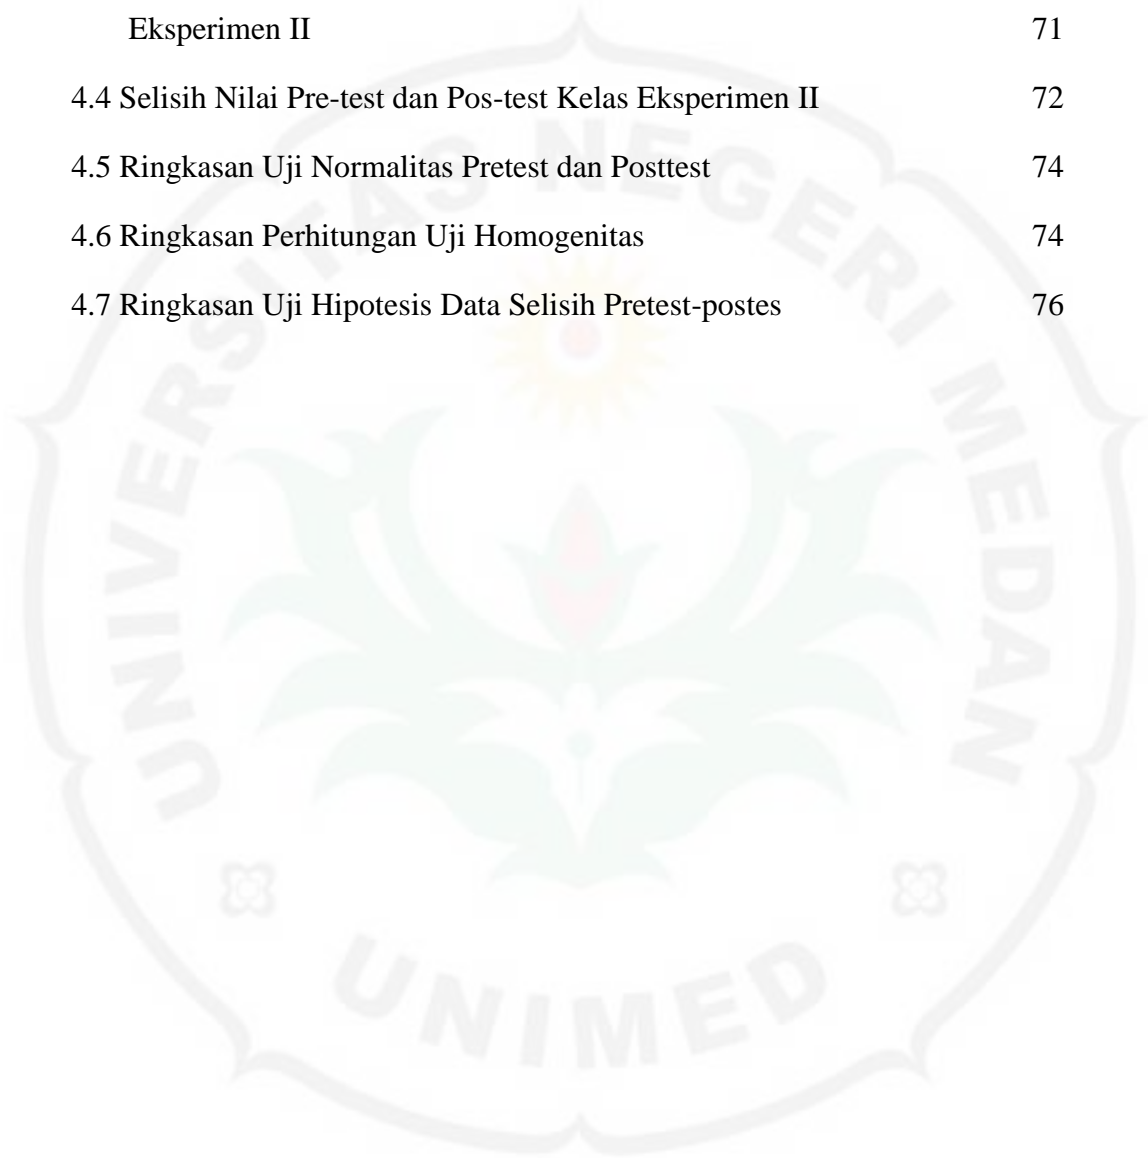 Eksperimen II 71
4.4 Selisih Nilai Pre-test dan Pos-test Kelas Eksperimen II 72
4.5 Ringkasan Uji Normalitas Pretest dan Posttest 74
4.6 Ringkasan Perhitungan Uji Homogenitas 74
4.7 Ringkasan Uji Hipotesis Data Selisih Pretest-postes 76
UNIVERSITAS NEGERI MEDAN
UNIMED